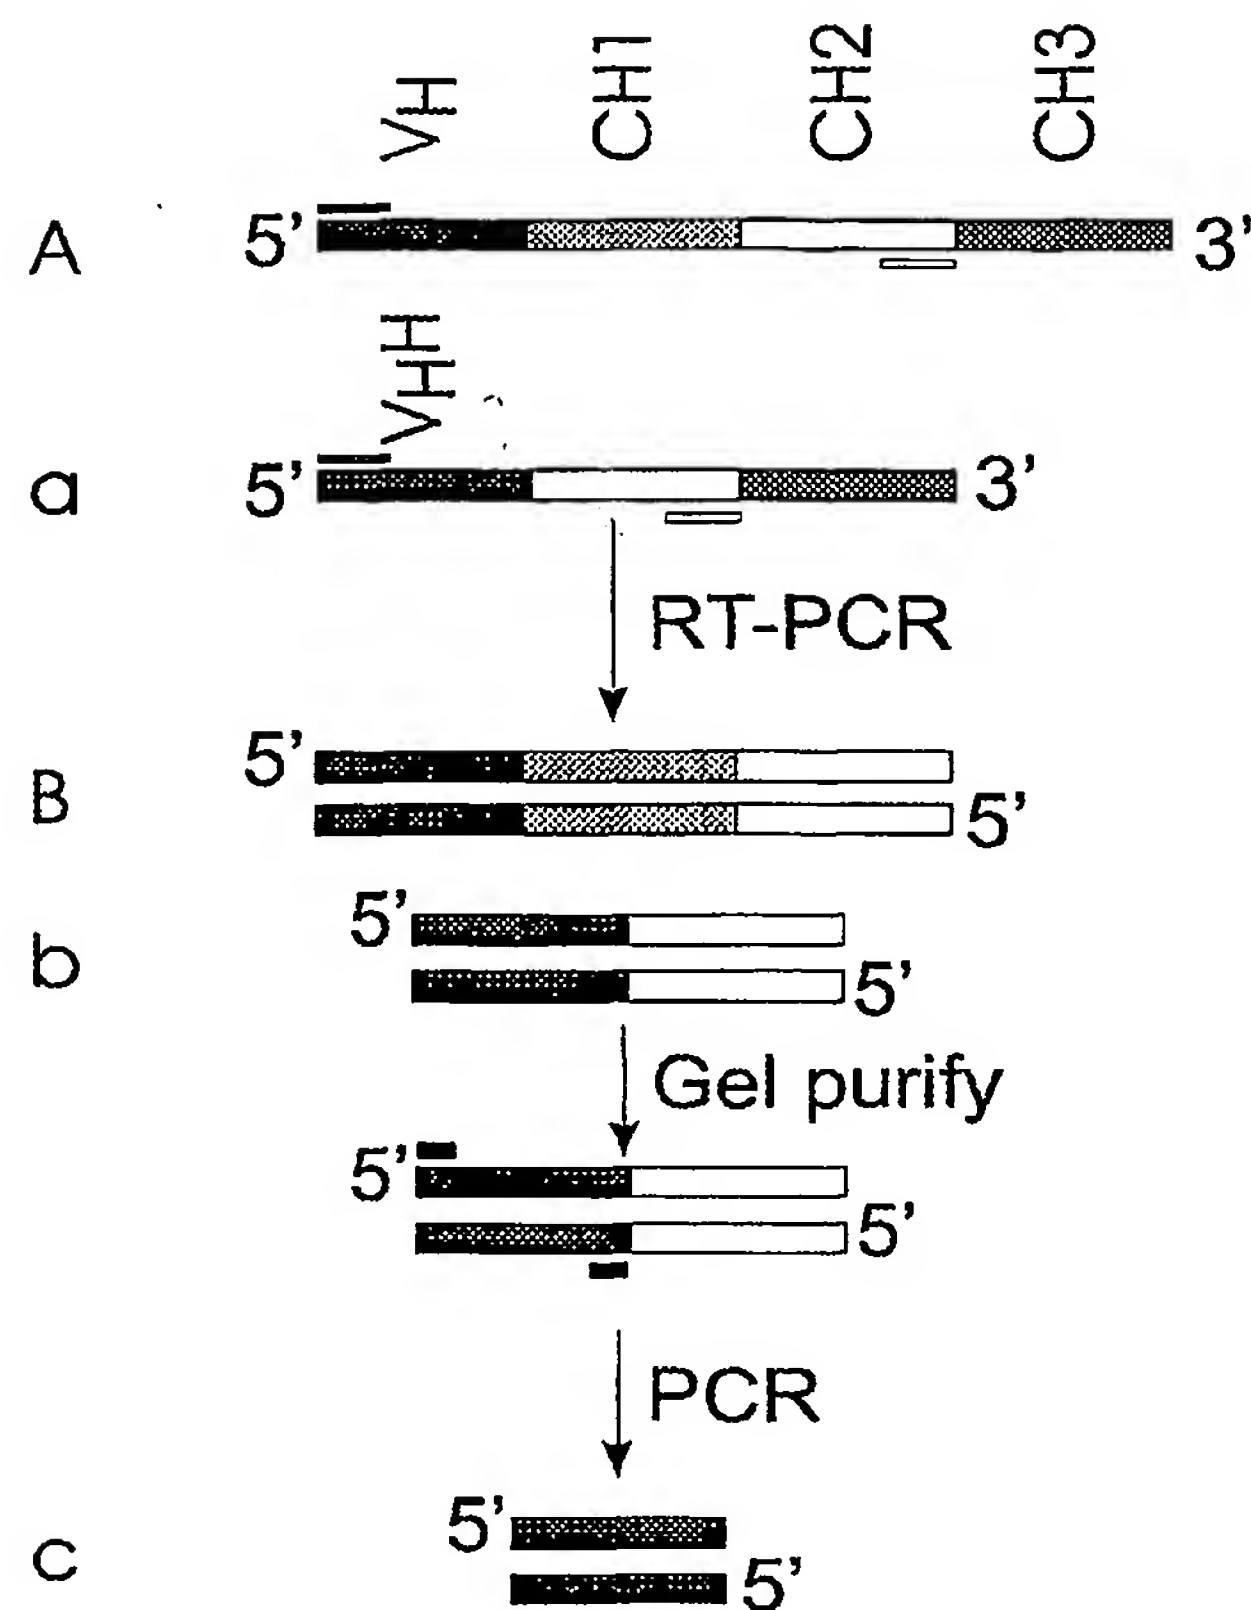 VH CH1 CH2 CH3
A 5' 3'
VHH
a 5' 3'
RT-PCR
B 5'
5'
b 5'
5'
Gel purify
5'
5'
PCR
c 5'
5'